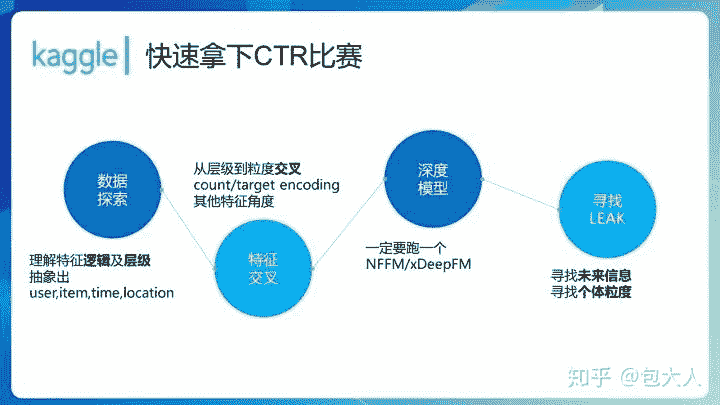 kaggle 快速拿下CTR比赛
数据
探索
理解特征逻辑及层级
抽象出
user,item,time,location
从层级到粒度交叉
count/target encoding
其他特征角度
特征
交叉
深度
模型
一定要跑一个
NFFM/xDeepFM
寻找
LEAK
寻找未来信息
寻找个体粒度
知乎 @包大人